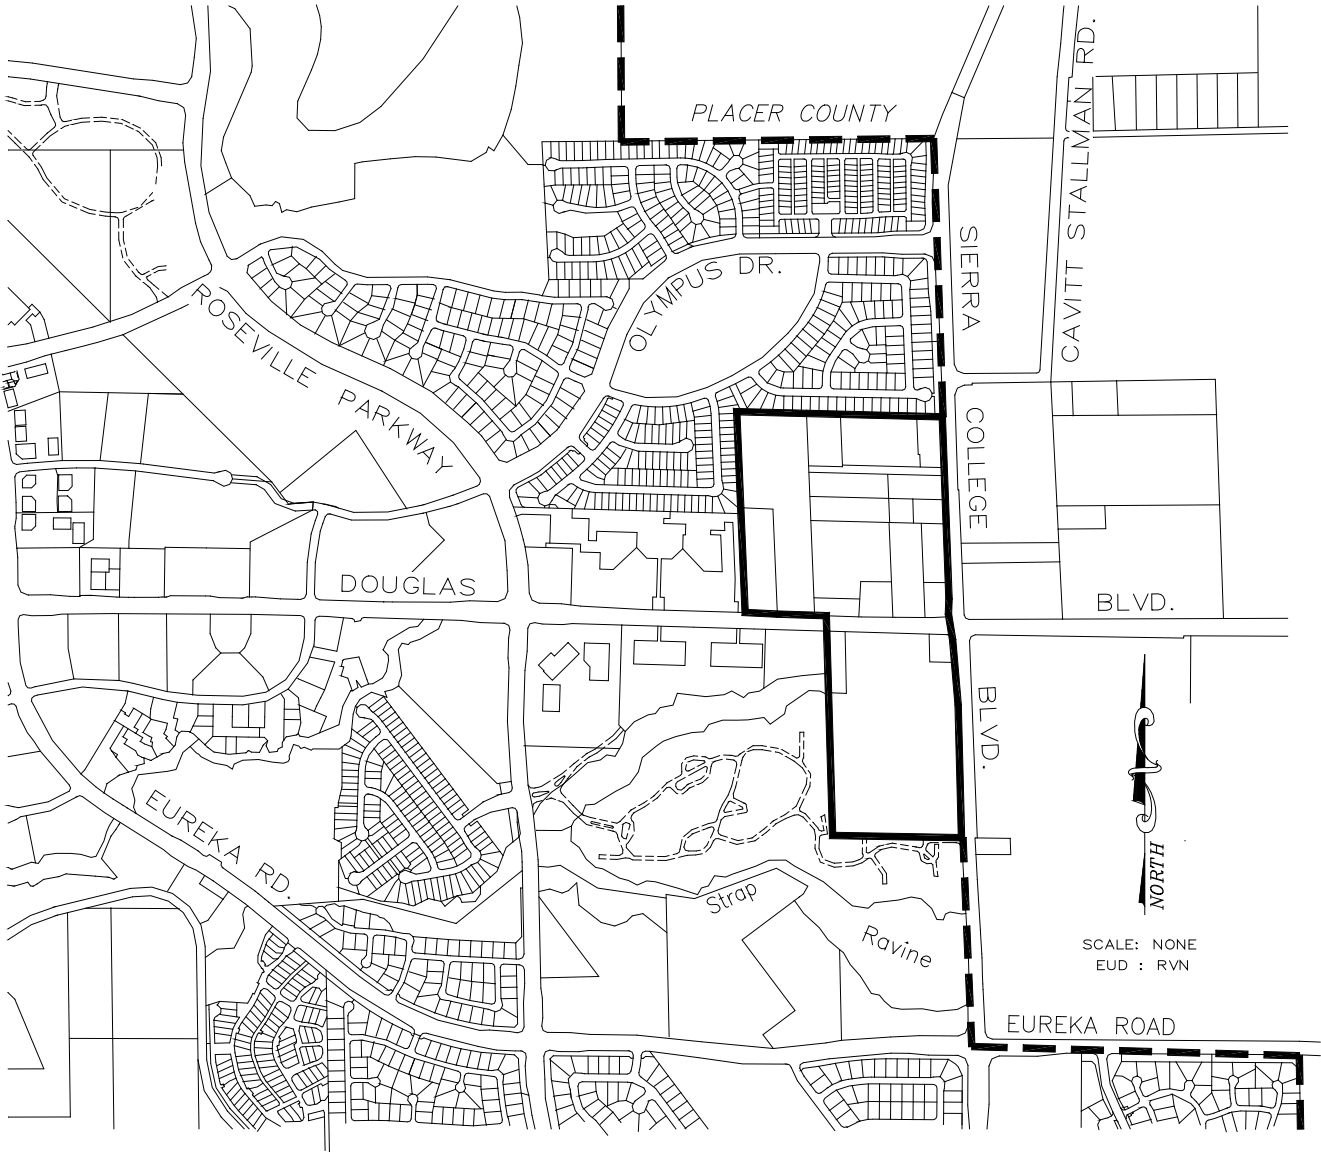 PLACER COUNTY
CAVITT STALLMAN RD.
SIERRA
OLYMPUS DR.
ROSEVILLE PARKWAY
COLLEGE
DOUGLAS
BLVD.
BLVD.
EUREKA RD.
Strap
Ravine
NORTH
SCALE: NONE
EUD : RVN
EUREKA ROAD